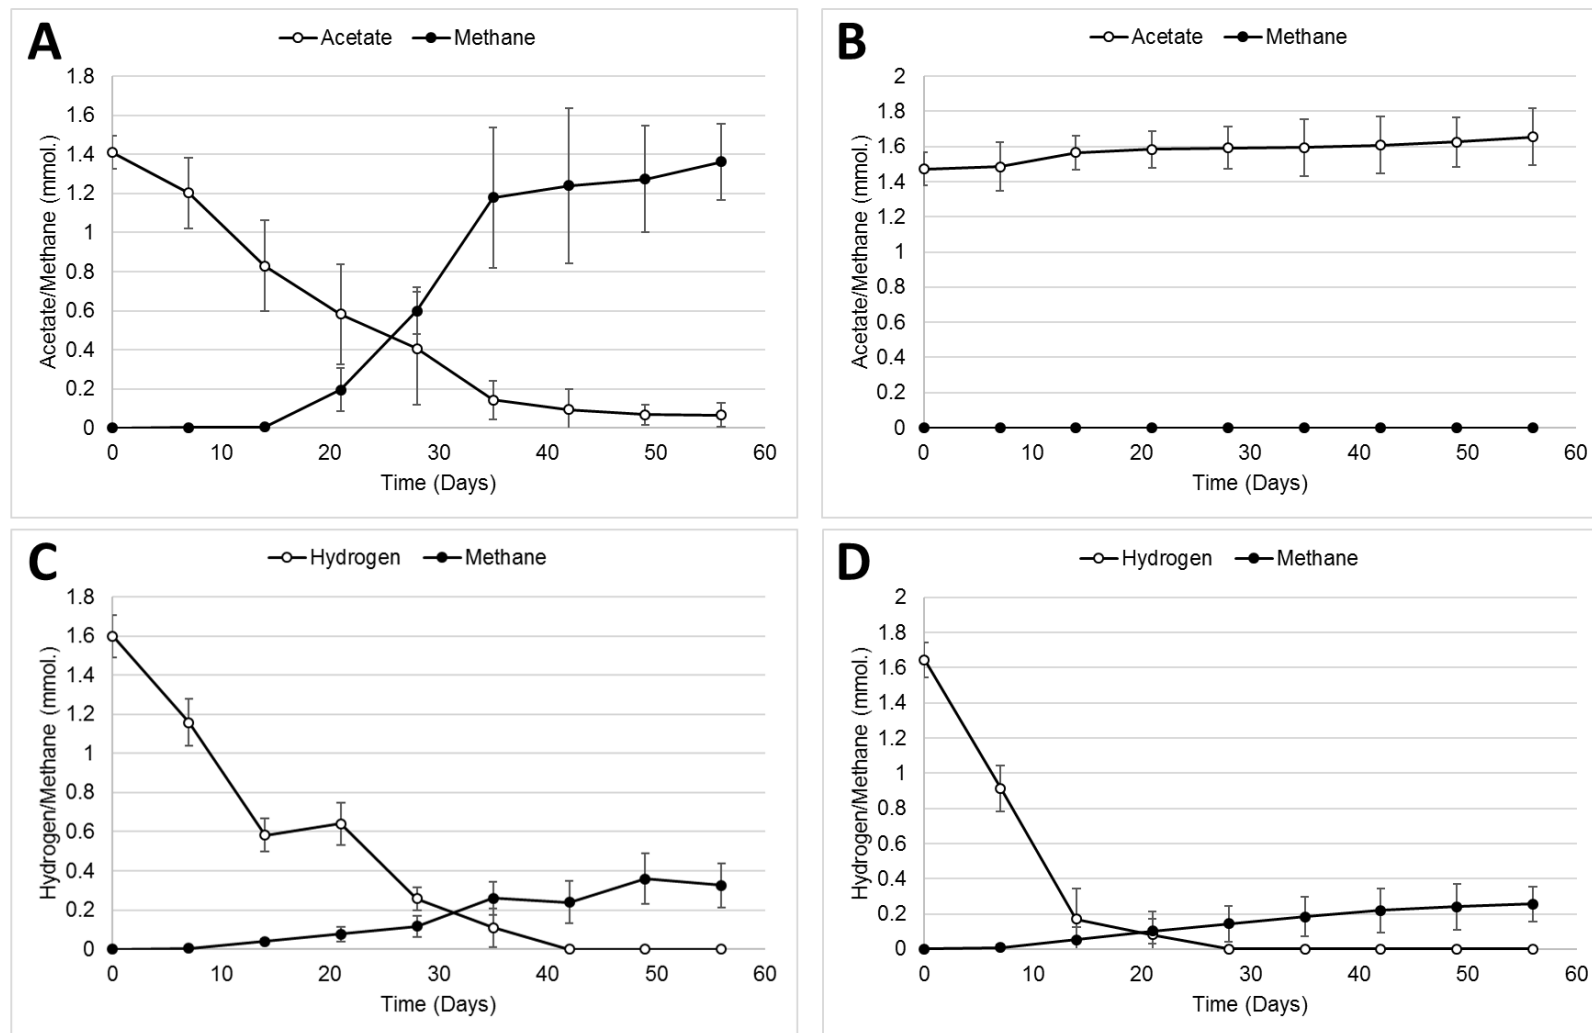 A
Acetate Methane
Acetate/Methane (mmol.)
1.8
1.6
1.4
1.2
1
0.8
0.6
0.4
0.2
0
0 10 20 30 40 50 60
Time (Days)
B
Acetate Methane
Acetate/Methane (mmol.)
2
1.8
1.6
1.4
1.2
1
0.8
0.6
0.4
0.2
0
0 10 20 30 40 50 60
Time (Days)
C
Hydrogen Methane
Hydrogen/Methane (mmol.)
1.8
1.6
1.4
1.2
1
0.8
0.6
0.4
0.2
0
0 10 20 30 40 50 60
Time (Days)
D
Hydrogen Methane
Hydrogen/Methane (mmol.)
2
1.8
1.6
1.4
1.2
1
0.8
0.6
0.4
0.2
0
0 10 20 30 40 50 60
Time (Days)